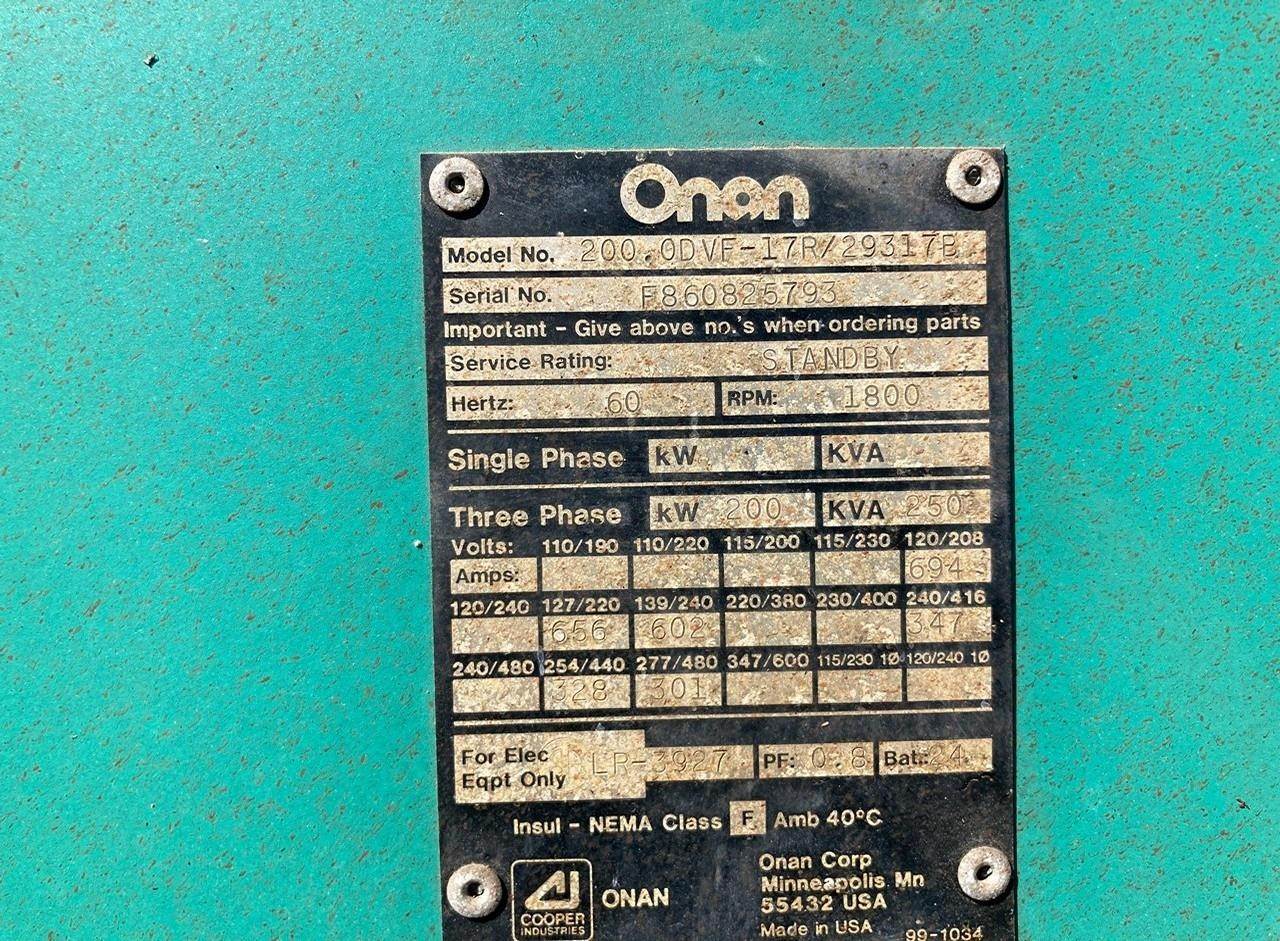 Onan
Model No. 200.0DVF-17R/29317B
Serial No. F860825793
Important - Give above no.'s when ordering parts
Service Rating: STANDBY
Hertz: 60 RPM: 1800
Single Phase kW KVA
Three Phase kW 200 KVA 250
Volts: 110/190 110/220 115/200 115/230 120/208
Amps: 694
120/240 127/220 139/240 220/380 230/400 240/416
656 602 347
240/480 254/440 277/480 347/600 115/230 1Ø 120/240 1Ø
328 301
For Elec
Eqpt Only LR-3927 PF: 0.8 Bat.: 24
Insul - NEMA Class F Amb 40°C
COOPER
INDUSTRIES
ONAN
Onan Corp
Minneapolis Mn
55432 USA
Made in USA 99-1034